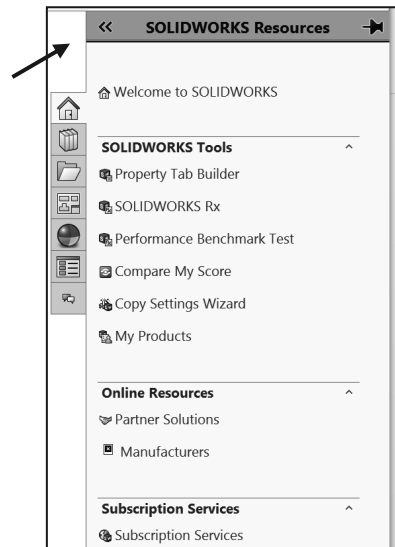 « SOLIDWORKS Resources
Welcome to SOLIDWORKS
SOLIDWORKS Tools
Property Tab Builder
SOLIDWORKS Rx
Performance Benchmark Test
Compare My Score
Copy Settings Wizard
My Products
Online Resources
Partner Solutions
Manufacturers
Subscription Services
Subscription Services